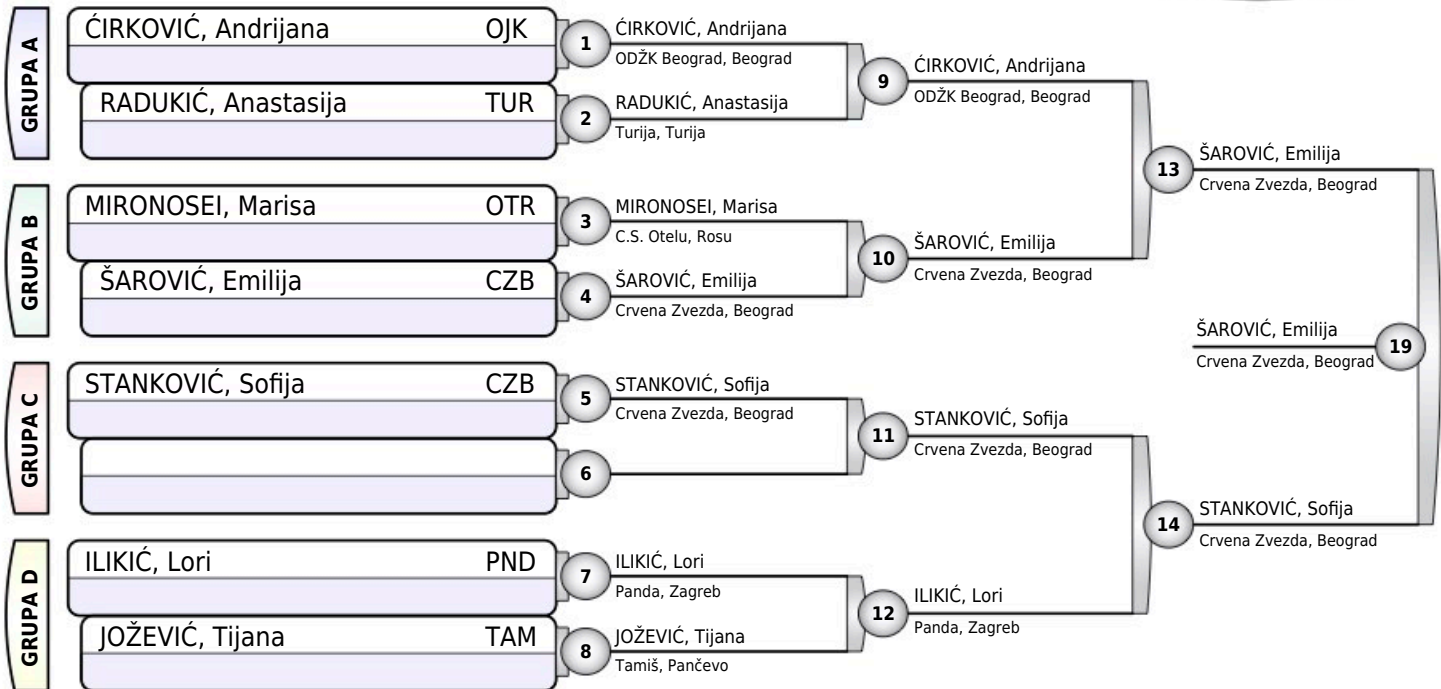 GRUPA A
ĆIRKOVIĆ, Andrijana OJK
RADUKIĆ, Anastasija TUR
1
ĆIRKOVIĆ, Andrijana
ODŽK Beograd, Beograd
2
RADUKIĆ, Anastasija
Turija, Turija
9
ĆIRKOVIĆ, Andrijana
ODŽK Beograd, Beograd
GRUPA B
MIRONOSEI, Marisa OTR
ŠAROVIĆ, Emilija CZB
3
MIRONOSEI, Marisa
C.S. Otelu, Rosu
4
ŠAROVIĆ, Emilija
Crvena Zvezda, Beograd
10
ŠAROVIĆ, Emilija
Crvena Zvezda, Beograd
13
ŠAROVIĆ, Emilija
Crvena Zvezda, Beograd
GRUPA C
STANKOVIĆ, Sofija CZB
5
STANKOVIĆ, Sofija
Crvena Zvezda, Beograd
6
11
STANKOVIĆ, Sofija
Crvena Zvezda, Beograd
GRUPA D
ILIKIĆ, Lori PND
JOŽEVIĆ, Tijana TAM
7
ILIKIĆ, Lori
Panda, Zagreb
8
JOŽEVIĆ, Tijana
Tamiš, Pančevo
12
ILIKIĆ, Lori
Panda, Zagreb
14
STANKOVIĆ, Sofija
Crvena Zvezda, Beograd
ŠAROVIĆ, Emilija
Crvena Zvezda, Beograd
19